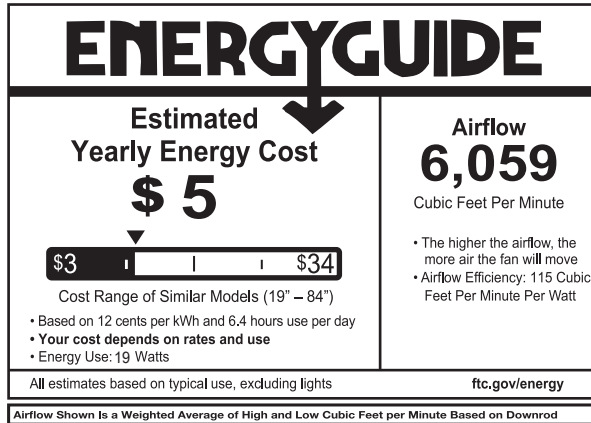 ENERGYGUIDE
Estimated
Yearly Energy Cost
$ 5
$3
$34
Cost Range of Similar Models (19” – 84”)
• Based on 12 cents per kWh and 6.4 hours use per day
• Your cost depends on rates and use
• Energy Use: 19 Watts
Airflow
6,059
Cubic Feet Per Minute
• The higher the airflow, the
more air the fan will move
• Airflow Efficiency: 115 Cubic
Feet Per Minute Per Watt
All estimates based on typical use, excluding lights
ftc.gov/energy
Airflow Shown Is a Weighted Average of High and Low Cubic Feet per Minute Based on Downrod